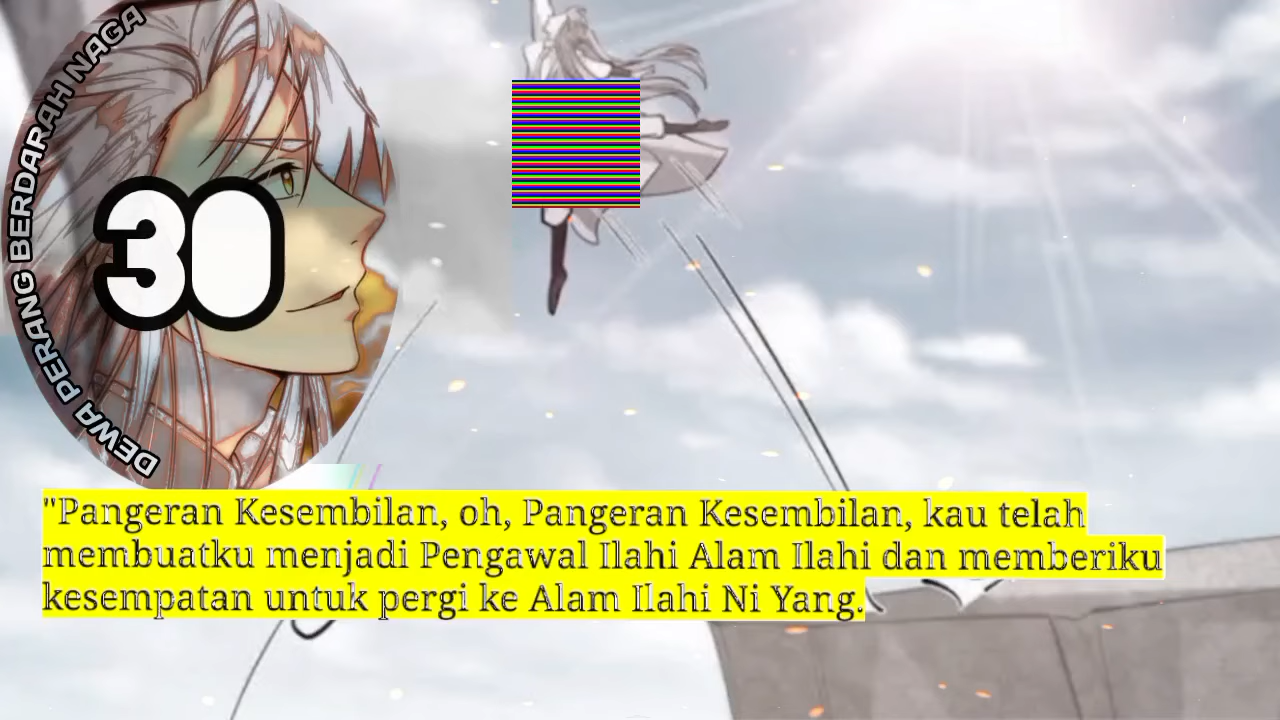 DEWA PERANG BERDARAH NAGA
30
"Pangeran Kesembilan, oh, Pangeran Kesembilan, kau telah
membuatku menjadi Pengawal Ilahi Alam Ilahi dan memberiku
kesempatan untuk pergi ke Alam Ilahi Ni Yang.